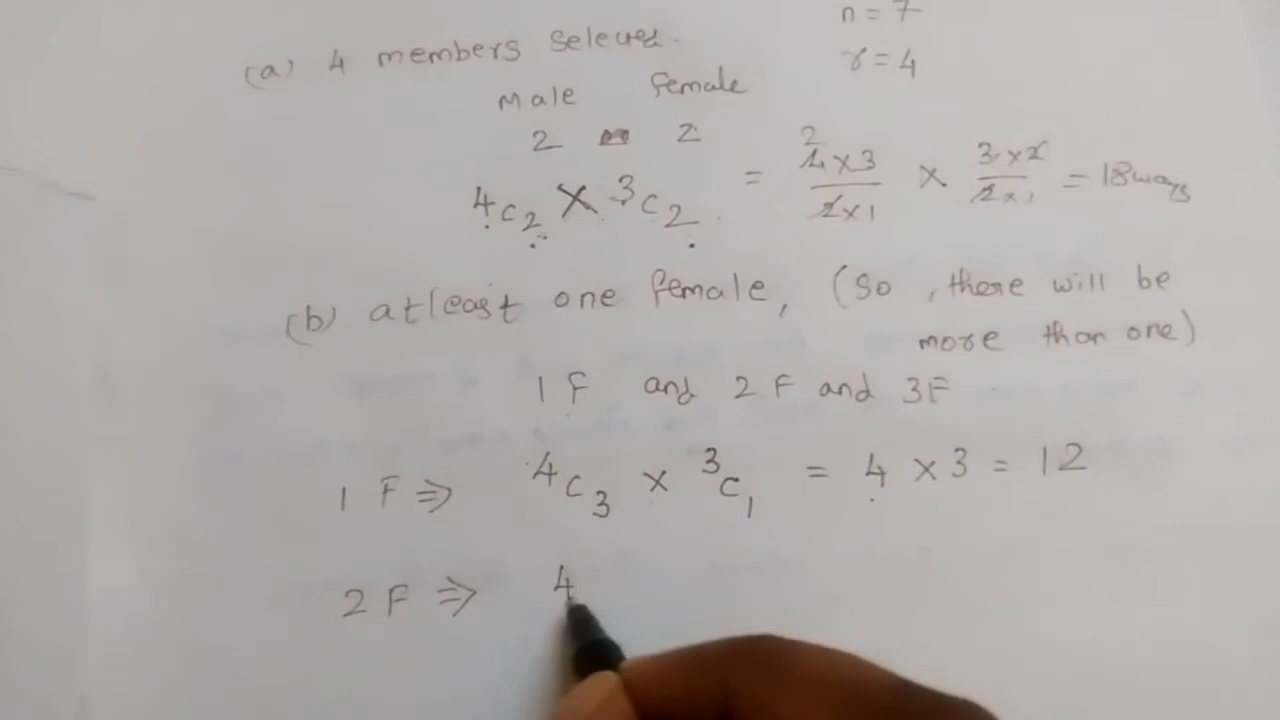 n = 7
(a) 4 members selected.
r = 4
Male female
2 2
⁴C₂ × ³C₂ = 4×3/2×1 × 3×2/2×1 = 18 ways
(b) atleast one female, (So, there will be
more than one)
1 F and 2 F and 3F
1 F ⇒ ⁴C₃ × ³C₁ = 4 × 3 = 12
2 F ⇒ 4